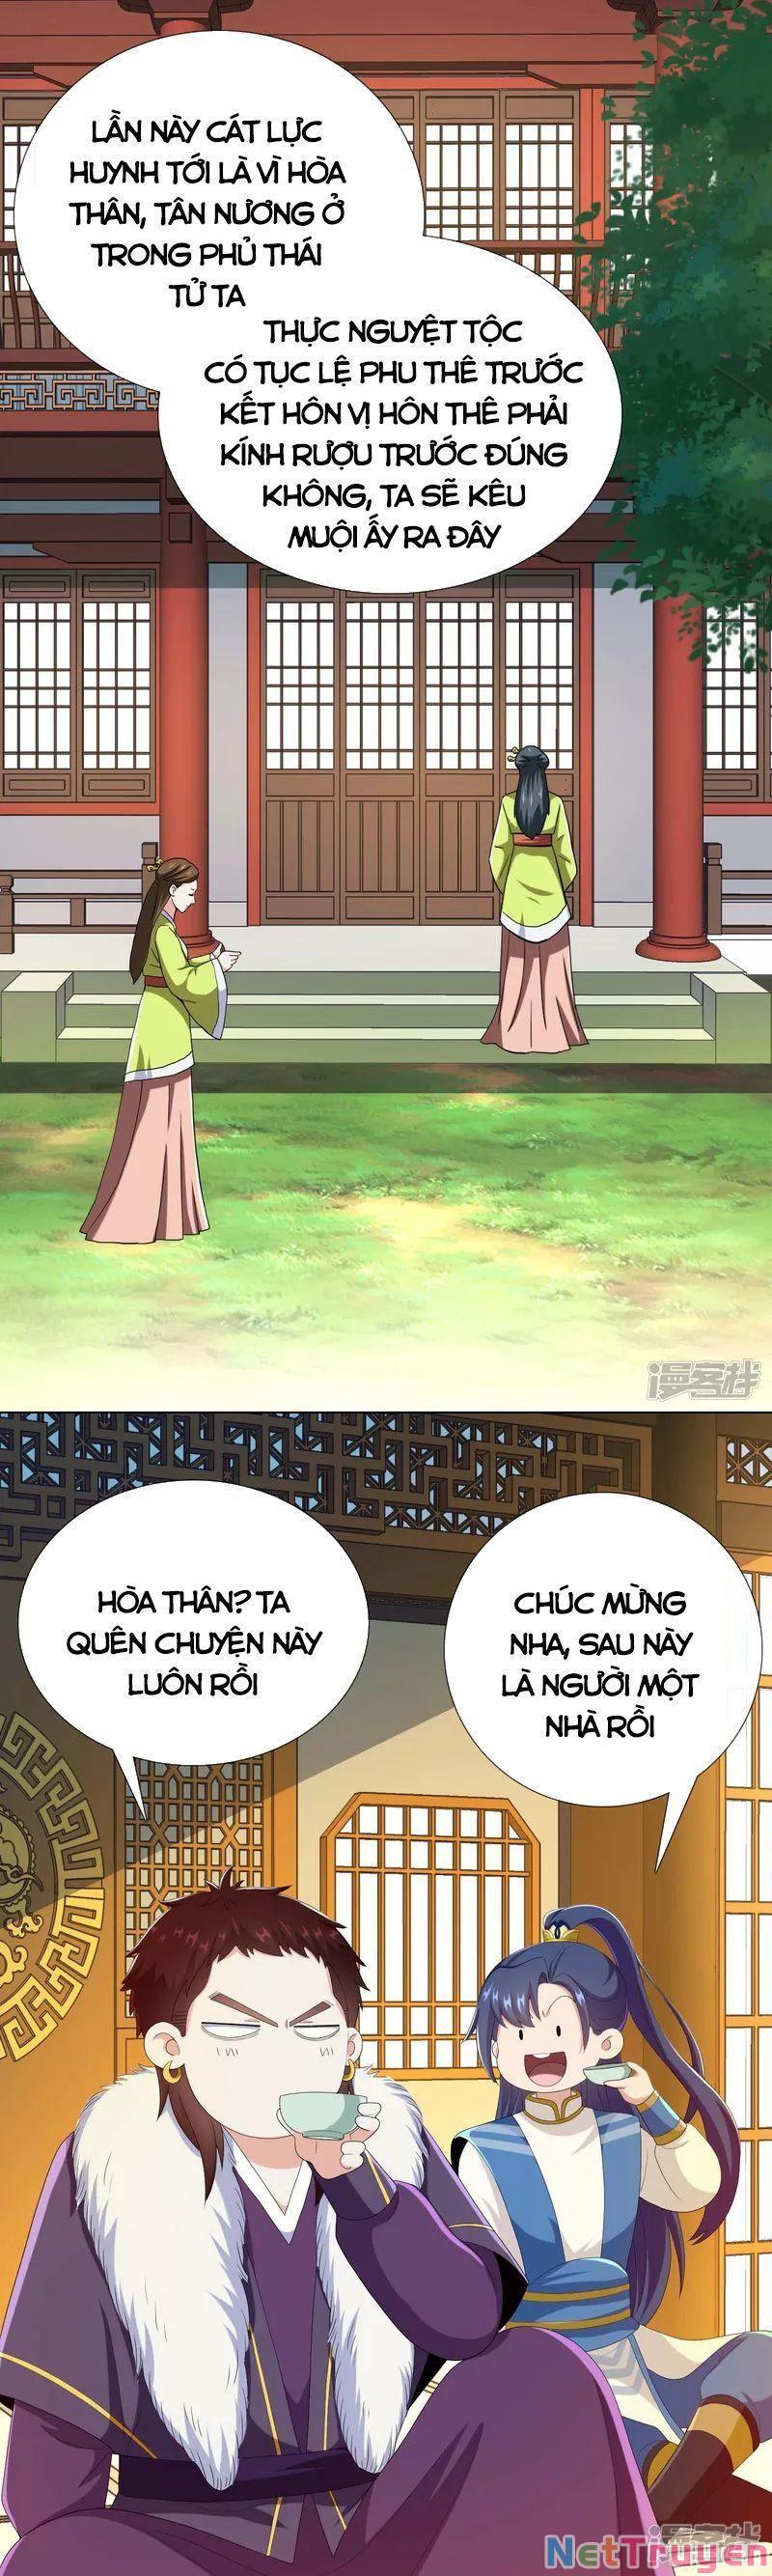 LẦN NÀY CÁT LỰC
HUYNH TỚI LÀ VÌ HÒA
THÂN, TÂN NƯƠNG Ở
TRONG PHỦ THÁI
TỬ TA
THỰC NGUYỆT TỘC
CÓ TỤC LỆ PHU THÊ TRƯỚC
KẾT HÔN VỊ HÔN THÊ PHẢI
KÍNH RƯỢU TRƯỚC ĐÚNG
KHÔNG, TA SẼ KÊU
MUỘI ẤY RA ĐÂY
漫客栈
HÒA THÂN? TA
QUÊN CHUYỆN NÀY
LUÔN RỒI
CHÚC MỪNG
NHA, SAU NÀY
LÀ NGƯỜI MỘT
NHÀ RỒI
漫客栈
NetTruyen